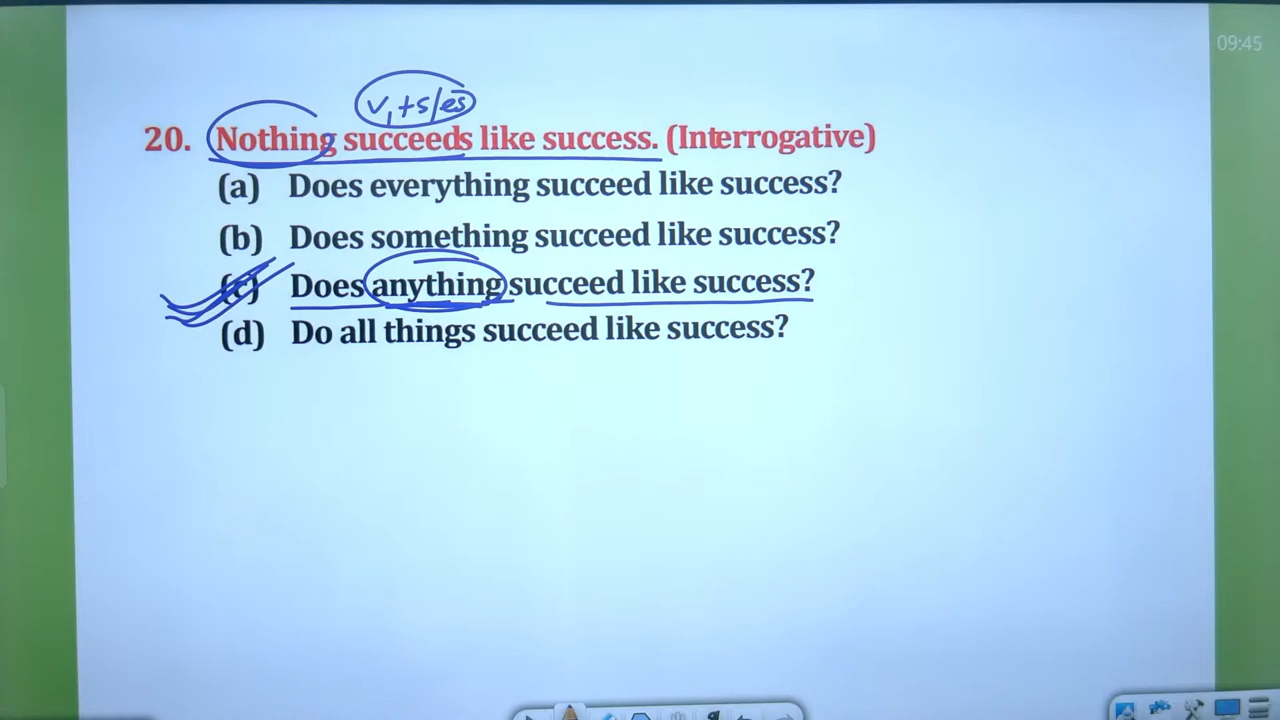 09:45
V1+s/es
20. Nothing succeeds like success. (Interrogative)
(a) Does everything succeed like success?
(b) Does something succeed like success?
(c) Does anything succeed like success?
(d) Do all things succeed like success?